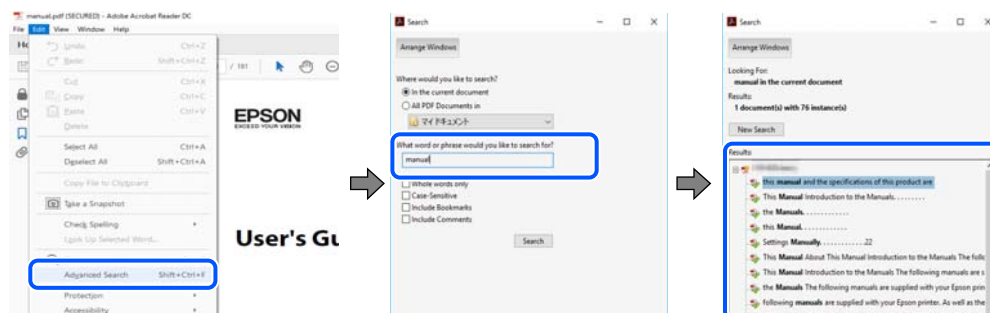 manual.pdf (SECURED) - Adobe Acrobat Reader DC
File Edit View Window Help
Undo Ctrl+Z
Redo Shift+Ctrl+Z
Cut Ctrl+X
Copy Ctrl+C
Paste Ctrl+V
Delete
Select All Ctrl+A
Deselect All Shift+Ctrl+A
Copy File to Clipboard
Take a Snapshot
Check Spelling
Look Up Selected Word...
Advanced Search Shift+Ctrl+F
Protection
Accessibility
/ 181
EPSON
EXCEED YOUR VISION
User's Gu
Search
Arrange Windows
Where would you like to search?
In the current document
All PDF Documents in
マイ ドキュメント
What word or phrase would you like to search for?
manual
Whole words only
Case-Sensitive
Include Bookmarks
Include Comments
Search
Search
Arrange Windows
Looking For:
manual in the current document
Results:
1 document(s) with 76 instance(s)
New Search
Results:
this manual and the specifications of this product are
This Manual Introduction to the Manuals.........
the Manuals.............
this Manual.............
Settings Manually.............22
This Manual About This Manual Introduction to the Manuals The follo
This Manual Introduction to the Manuals The following manuals are s
the Manuals The following manuals are supplied with your Epson prin
following manuals are supplied with your Epson printer. As well as the